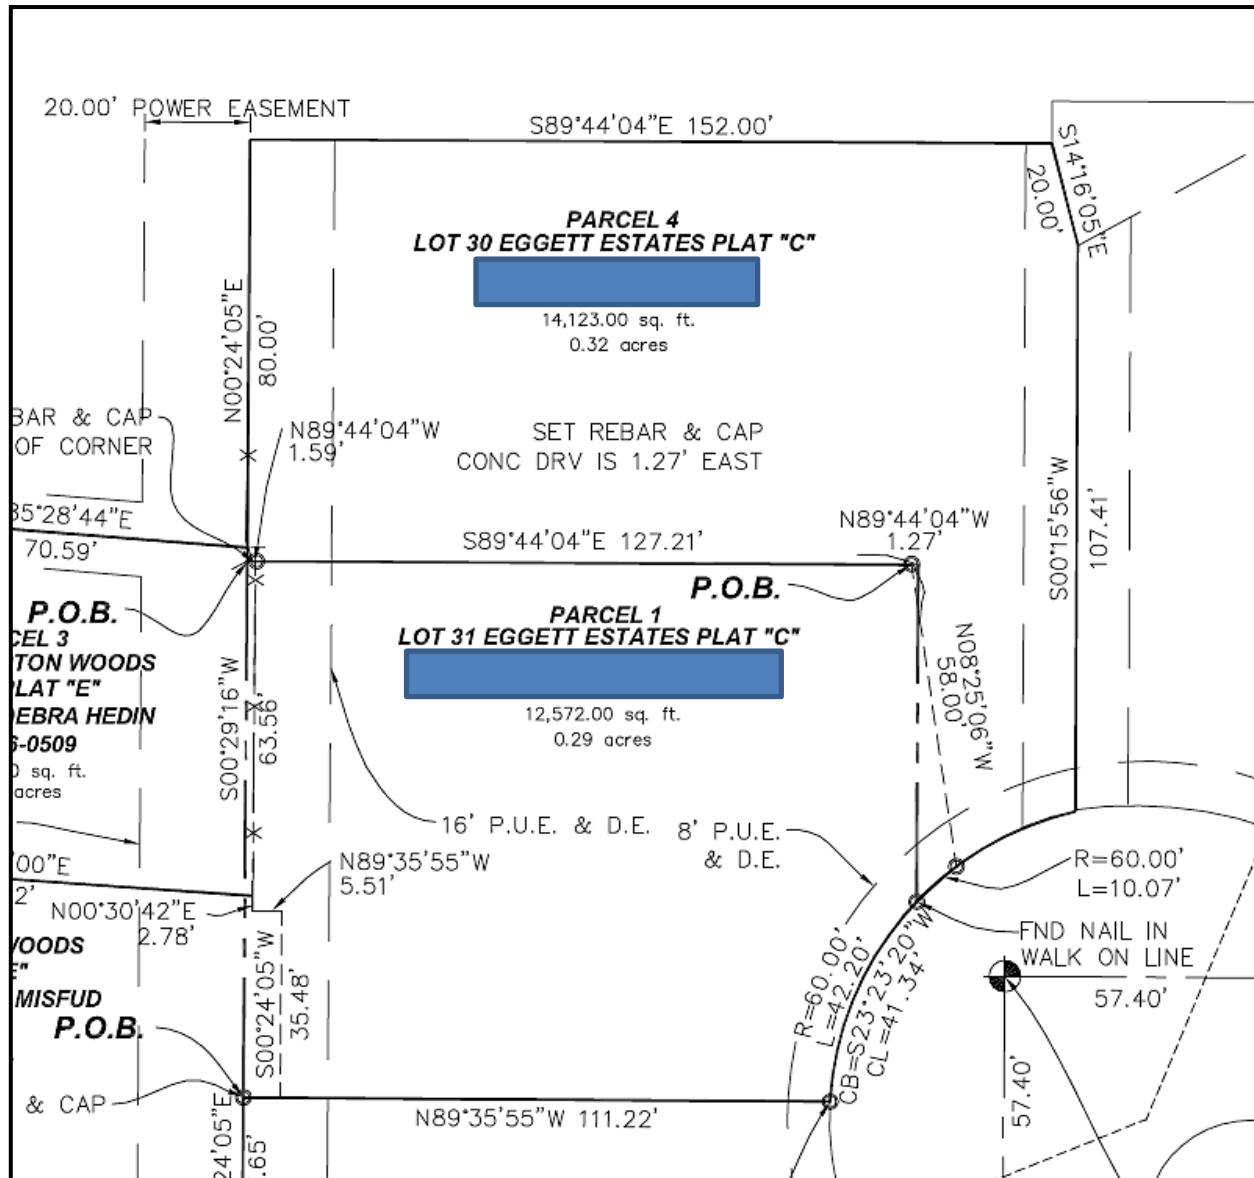 20.00' POWER EASEMENT
S89°44'04"E 152.00'
S14°16'05"E
20.00'
PARCEL 4
LOT 30 EGGETT ESTATES PLAT "C"
14,123.00 sq. ft.
0.32 acres
N00°24'05"E
80.00'
BAR & CAP
OF CORNER
N89°44'04"W
1.59'
SET REBAR & CAP
CONC DRV IS 1.27' EAST
S00°15'56"W
107.41'
35°28'44"E
70.59'
S89°44'04"E 127.21'
N89°44'04"W
1.27'
P.O.B.
P.O.B.
CEL 3
TON WOODS
PLAT "E"
DEBRA HEDIN
6-0509
0 sq. ft.
acres
PARCEL 1
LOT 31 EGGETT ESTATES PLAT "C"
12,572.00 sq. ft.
0.29 acres
S00°29'16"W
63.56'
N08°25'06"W
58.00'
16' P.U.E. & D.E.
8' P.U.E.
& D.E.
'00"E
2'
N89°35'55"W
5.51'
R=60.00'
L=10.07'
N00°30'42"E
2.78'
WOODS
E"
MISFUD
P.O.B.
S00°24'05"W
35.48'
R=60.00'
L=42.20'
CB=S23°23'20"W
CL=41.34'
FND NAIL IN
WALK ON LINE
57.40'
57.40'
& CAP
N89°35'55"W 111.22'
24'05"E
.65'